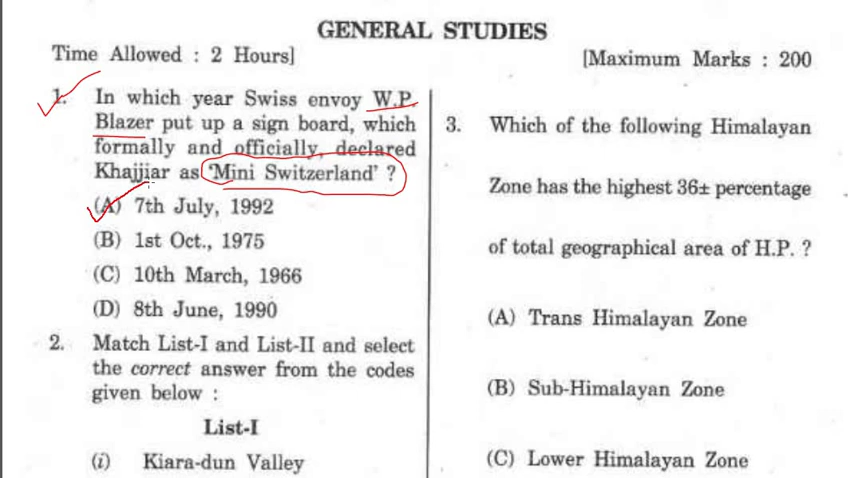 GENERAL STUDIES
Time Allowed : 2 Hours]
[Maximum Marks : 200
1. In which year Swiss envoy W.P.
Blazer put up a sign board, which
formally and officially, declared
Khajjiar as ‘Mini Switzerland’ ?
(A) 7th July, 1992
(B) 1st Oct., 1975
(C) 10th March, 1966
(D) 8th June, 1990
2. Match List-I and List-II and select
the correct answer from the codes
given below :
List-I
(i) Kiara-dun Valley
3. Which of the following Himalayan
Zone has the highest 36± percentage
of total geographical area of H.P. ?
(A) Trans Himalayan Zone
(B) Sub-Himalayan Zone
(C) Lower Himalayan Zone